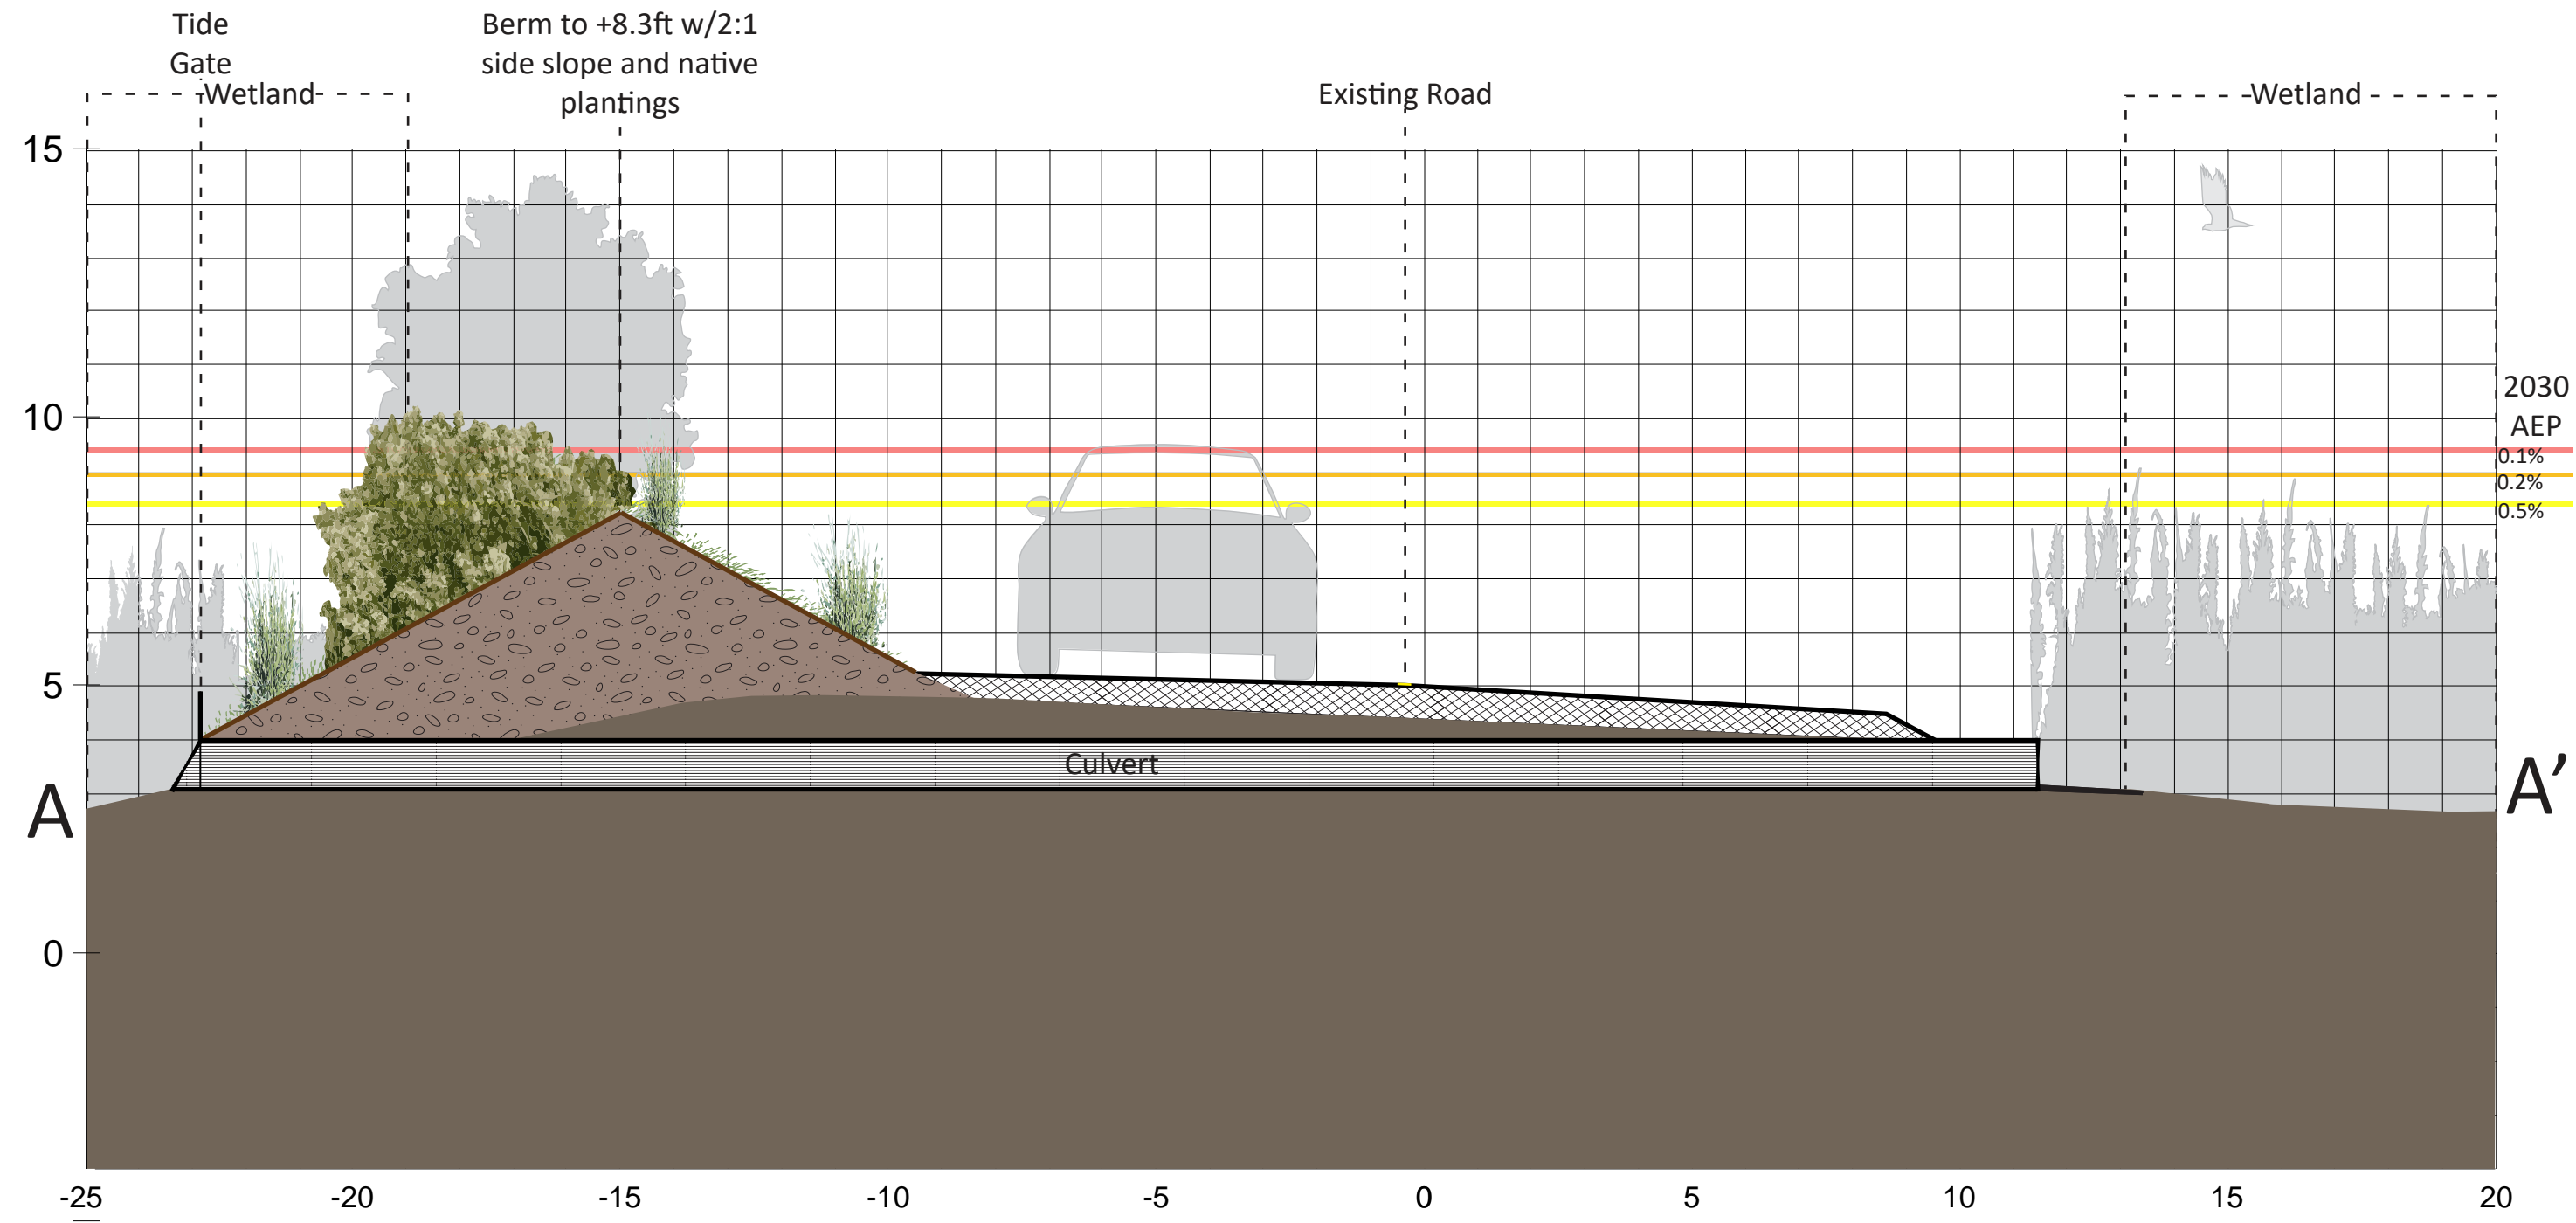 Tide
Gate
Wetland
Berm to +8.3ft w/2:1
side slope and native
plantings
Existing Road
Wetland
15
10
5
0
2030
AEP
0.1%
0.2%
0.5%
Culvert
A
A’
-25 -20 -15 -10 -5 0 5 10 15 20